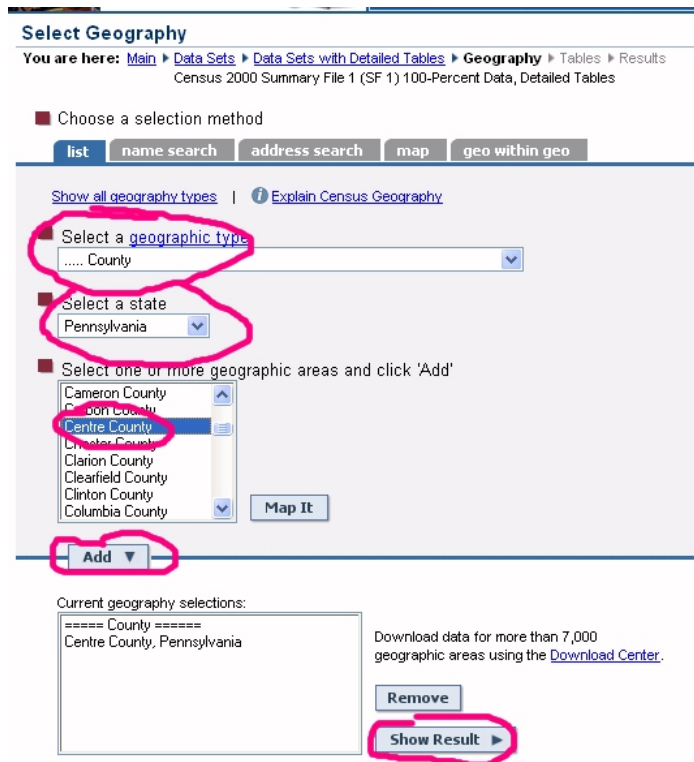 Select Geography
You are here: Main ▶ Data Sets ▶ Data Sets with Detailed Tables ▶ Geography ▶ Tables ▶ Results
Census 2000 Summary File 1 (SF 1) 100-Percent Data, Detailed Tables
Choose a selection method
list name search address search map geo within geo
Show all geography types | Explain Census Geography
Select a geographic type
..... County
Select a state
Pennsylvania
Select one or more geographic areas and click 'Add'
Cameron County
Carbon County
Centre County
Chester County
Clarion County
Clearfield County
Clinton County
Columbia County
Map It
Add ▼
Current geography selections:
===== County ======
Centre County, Pennsylvania
Download data for more than 7,000
geographic areas using the Download Center.
Remove
Show Result ▶